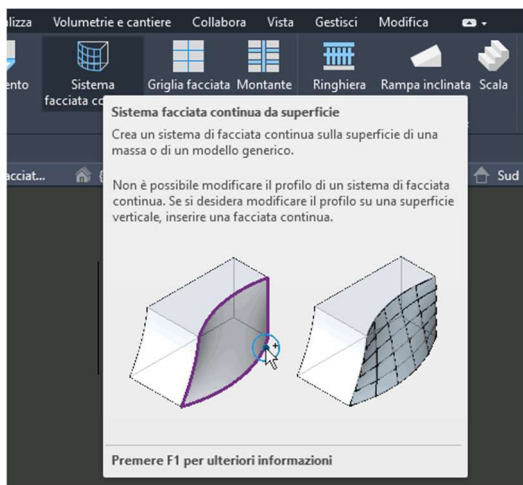 Volumetrie e cantiere Collabora Vista Gestisci Modifica
Sistema Griglia facciata Montante Ringhiera Rampa inclinata Scala
facciata co
Sistema facciata continua da superficie
Crea un sistema di facciata continua sulla superficie di una
massa o di un modello generico.
Non è possibile modificare il profilo di un sistema di facciata
continua. Se si desidera modificare il profilo su una superficie
verticale, inserire una facciata continua.
acciat...
Sud
Premere F1 per ulteriori informazioni